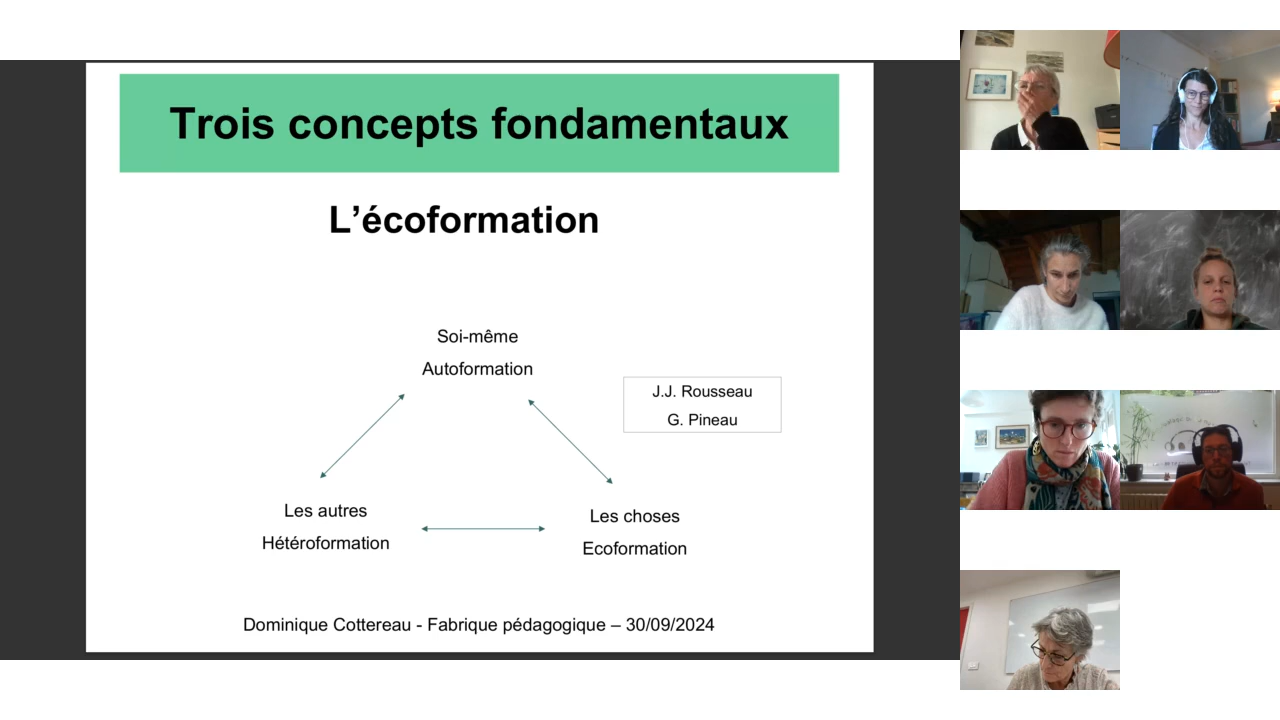 Trois concepts fondamentaux
L’écoformation
Soi-même
Autoformation
J.J. Rousseau
G. Pineau
Les autres
Hétéroformation
Les choses
Ecoformation
Dominique Cottereau - Fabrique pédagogique – 30/09/2024